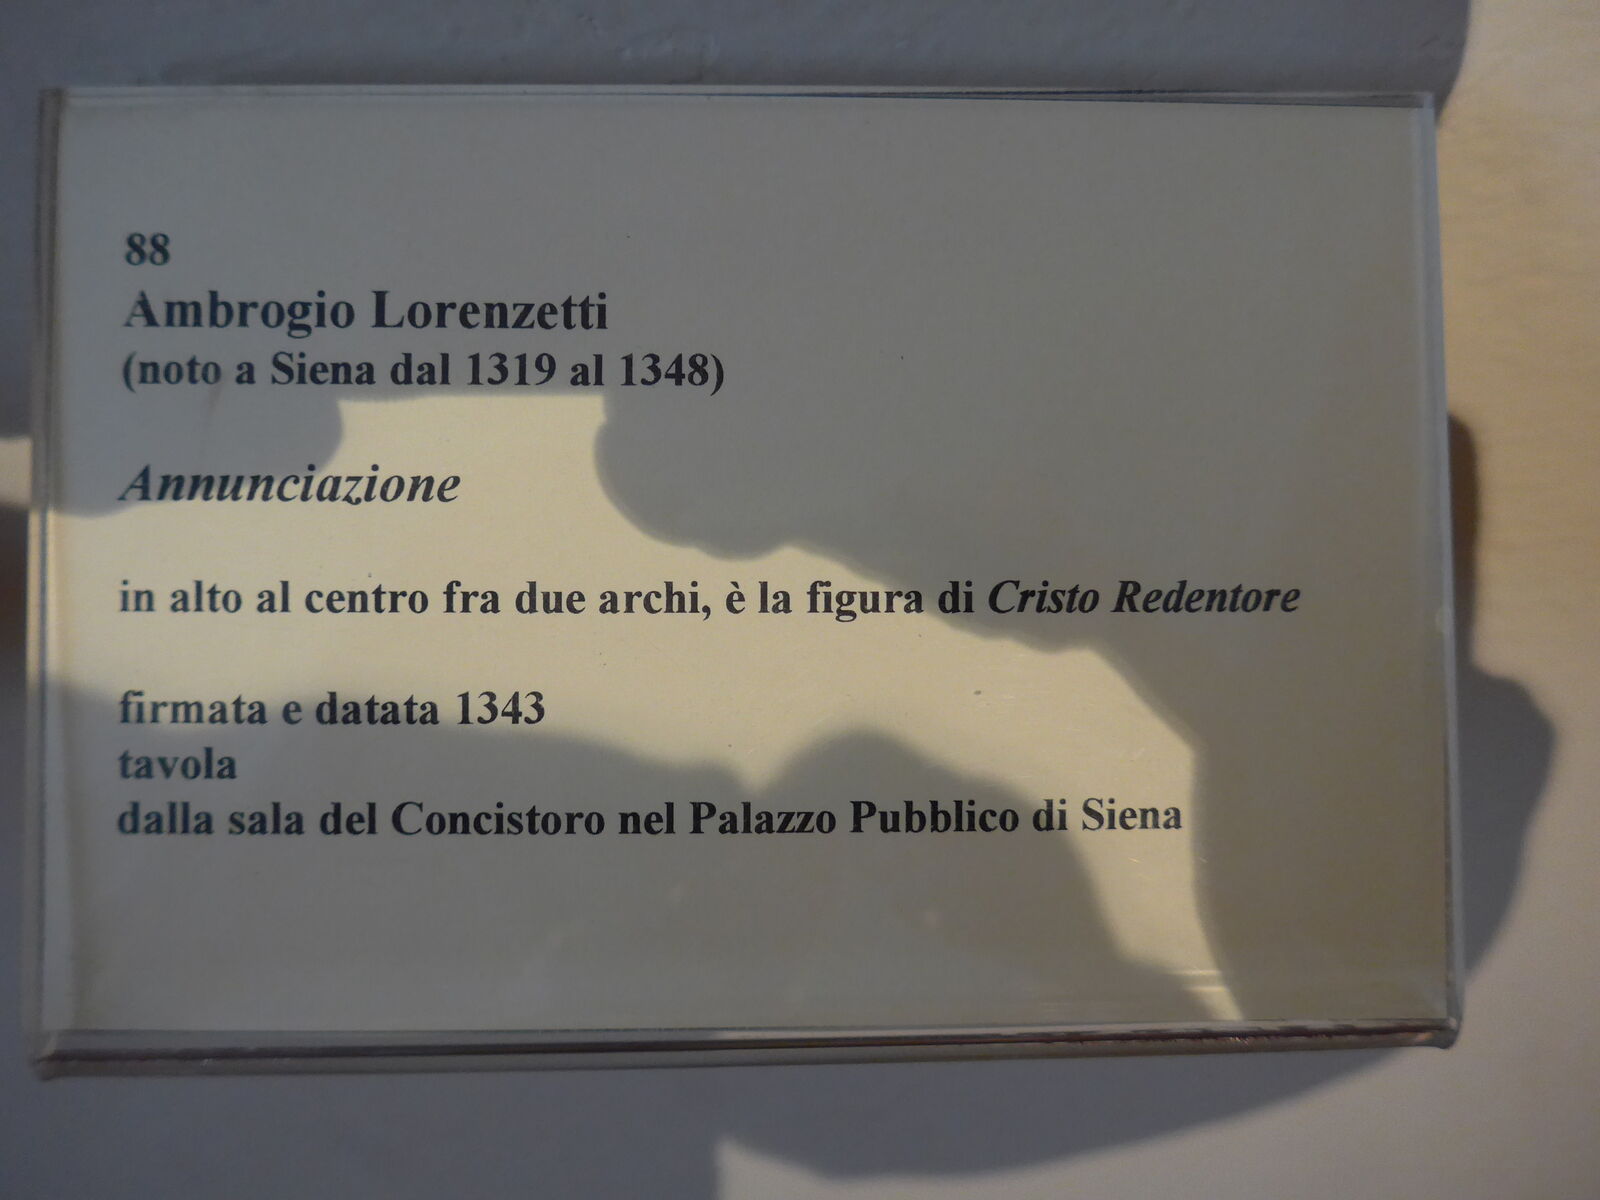 88
Ambrogio Lorenzetti
(noto a Siena dal 1319 al 1348)
Annunciazione
in alto al centro fra due archi, è la figura di Cristo Redentore
firmata e datata 1343
tavola
dalla sala del Concistoro nel Palazzo Pubblico di Siena